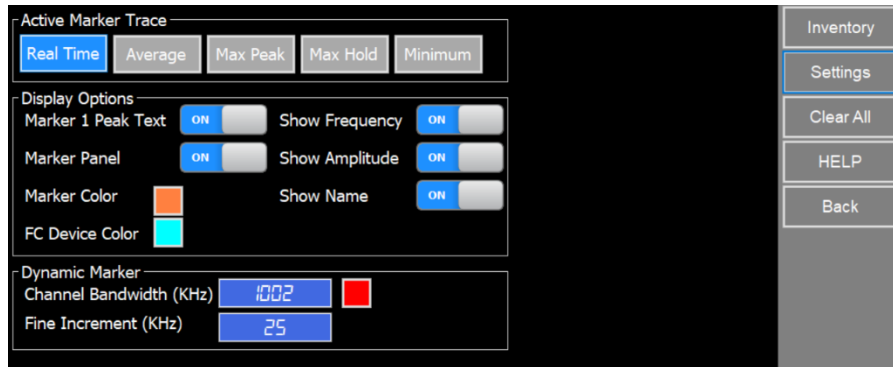 Active Marker Trace
Real Time Average Max Peak Max Hold Minimum
Display Options
Marker 1 Peak Text ON Show Frequency ON
Marker Panel ON Show Amplitude ON
Marker Color Show Name ON
FC Device Color
Dynamic Marker
Channel Bandwidth (KHz) 1002
Fine Increment (KHz) 25
Inventory
Settings
Clear All
HELP
Back